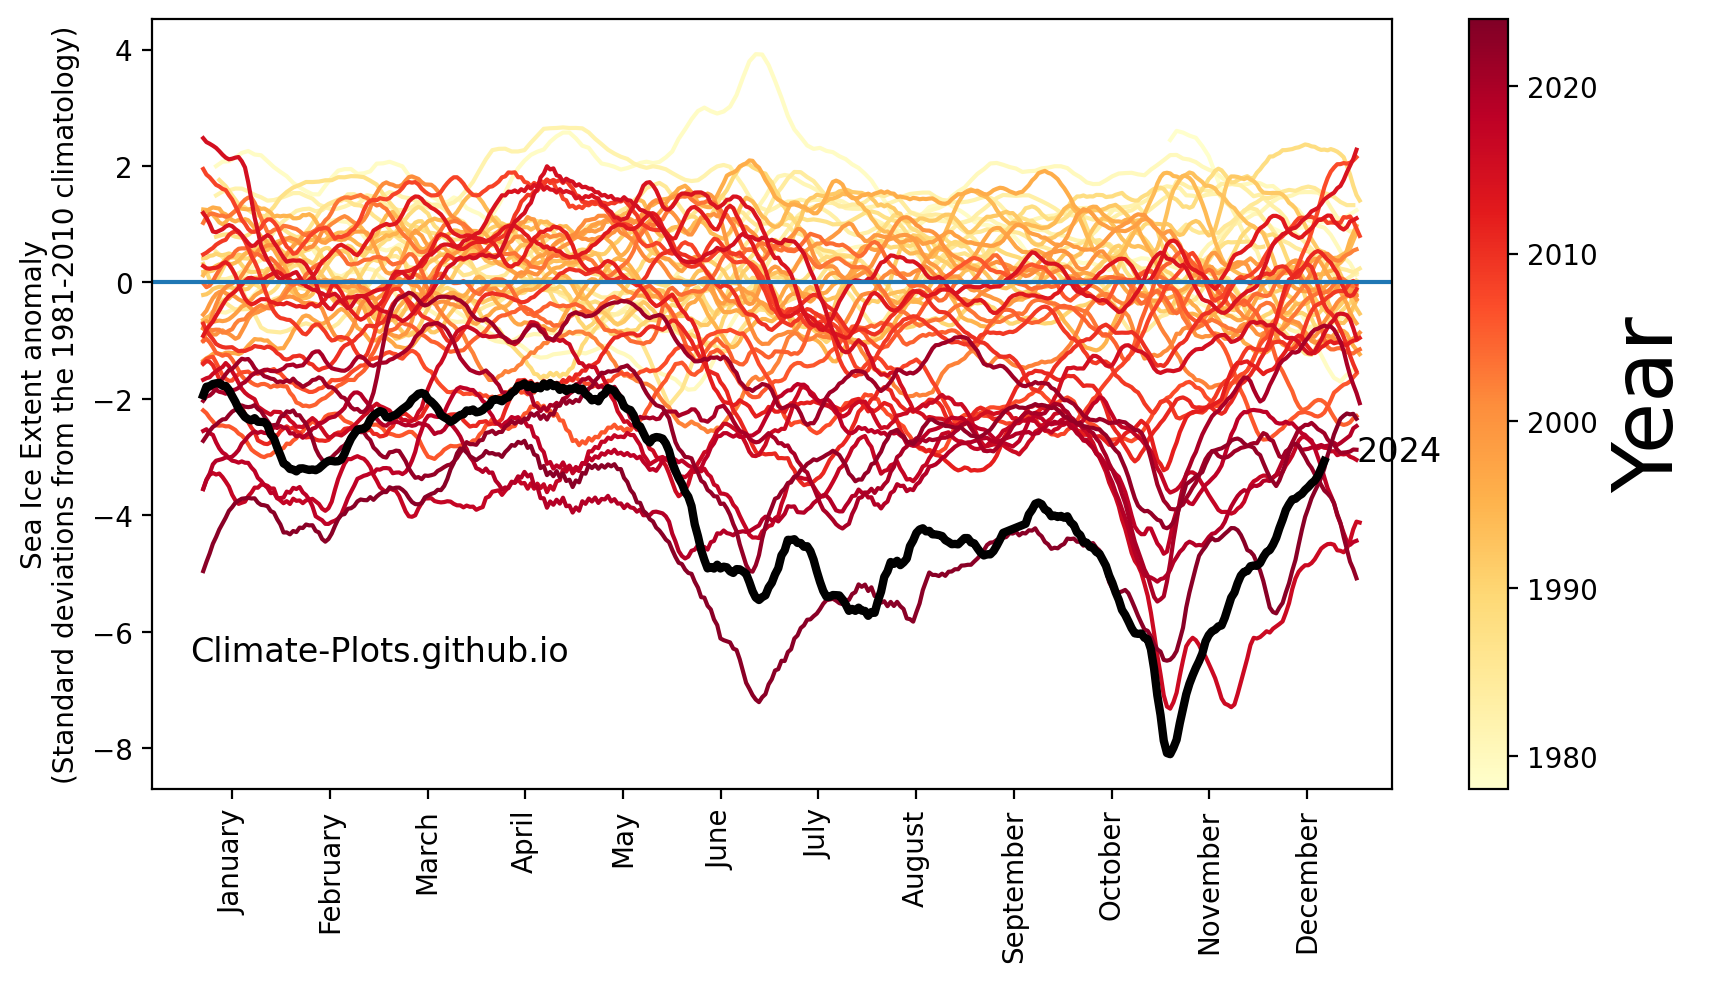 Sea Ice Extent anomaly
(Standard deviations from the 1981-2010 climatology)
4
2
0
−2
−4
−6
−8
Climate-Plots.github.io
2024
January
February
March
April
May
June
July
August
September
October
November
December
2020
2010
2000
1990
1980
Year